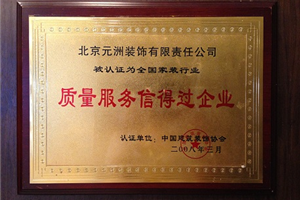 北京元洲装饰有限责任公司
被认证为全国家装行业
质量服务信得过企业
认证单位：中国建筑装饰协会
二00八年三月